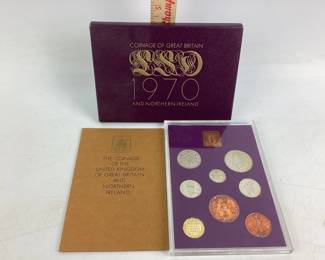 COINAGE OF GREAT BRITAIN
LSD
1970
AND NORTHERN IRELAND
THE COINAGE
OF THE
UNITED KINGDOM
OF GREAT BRITAIN
AND
NORTHERN
IRELAND